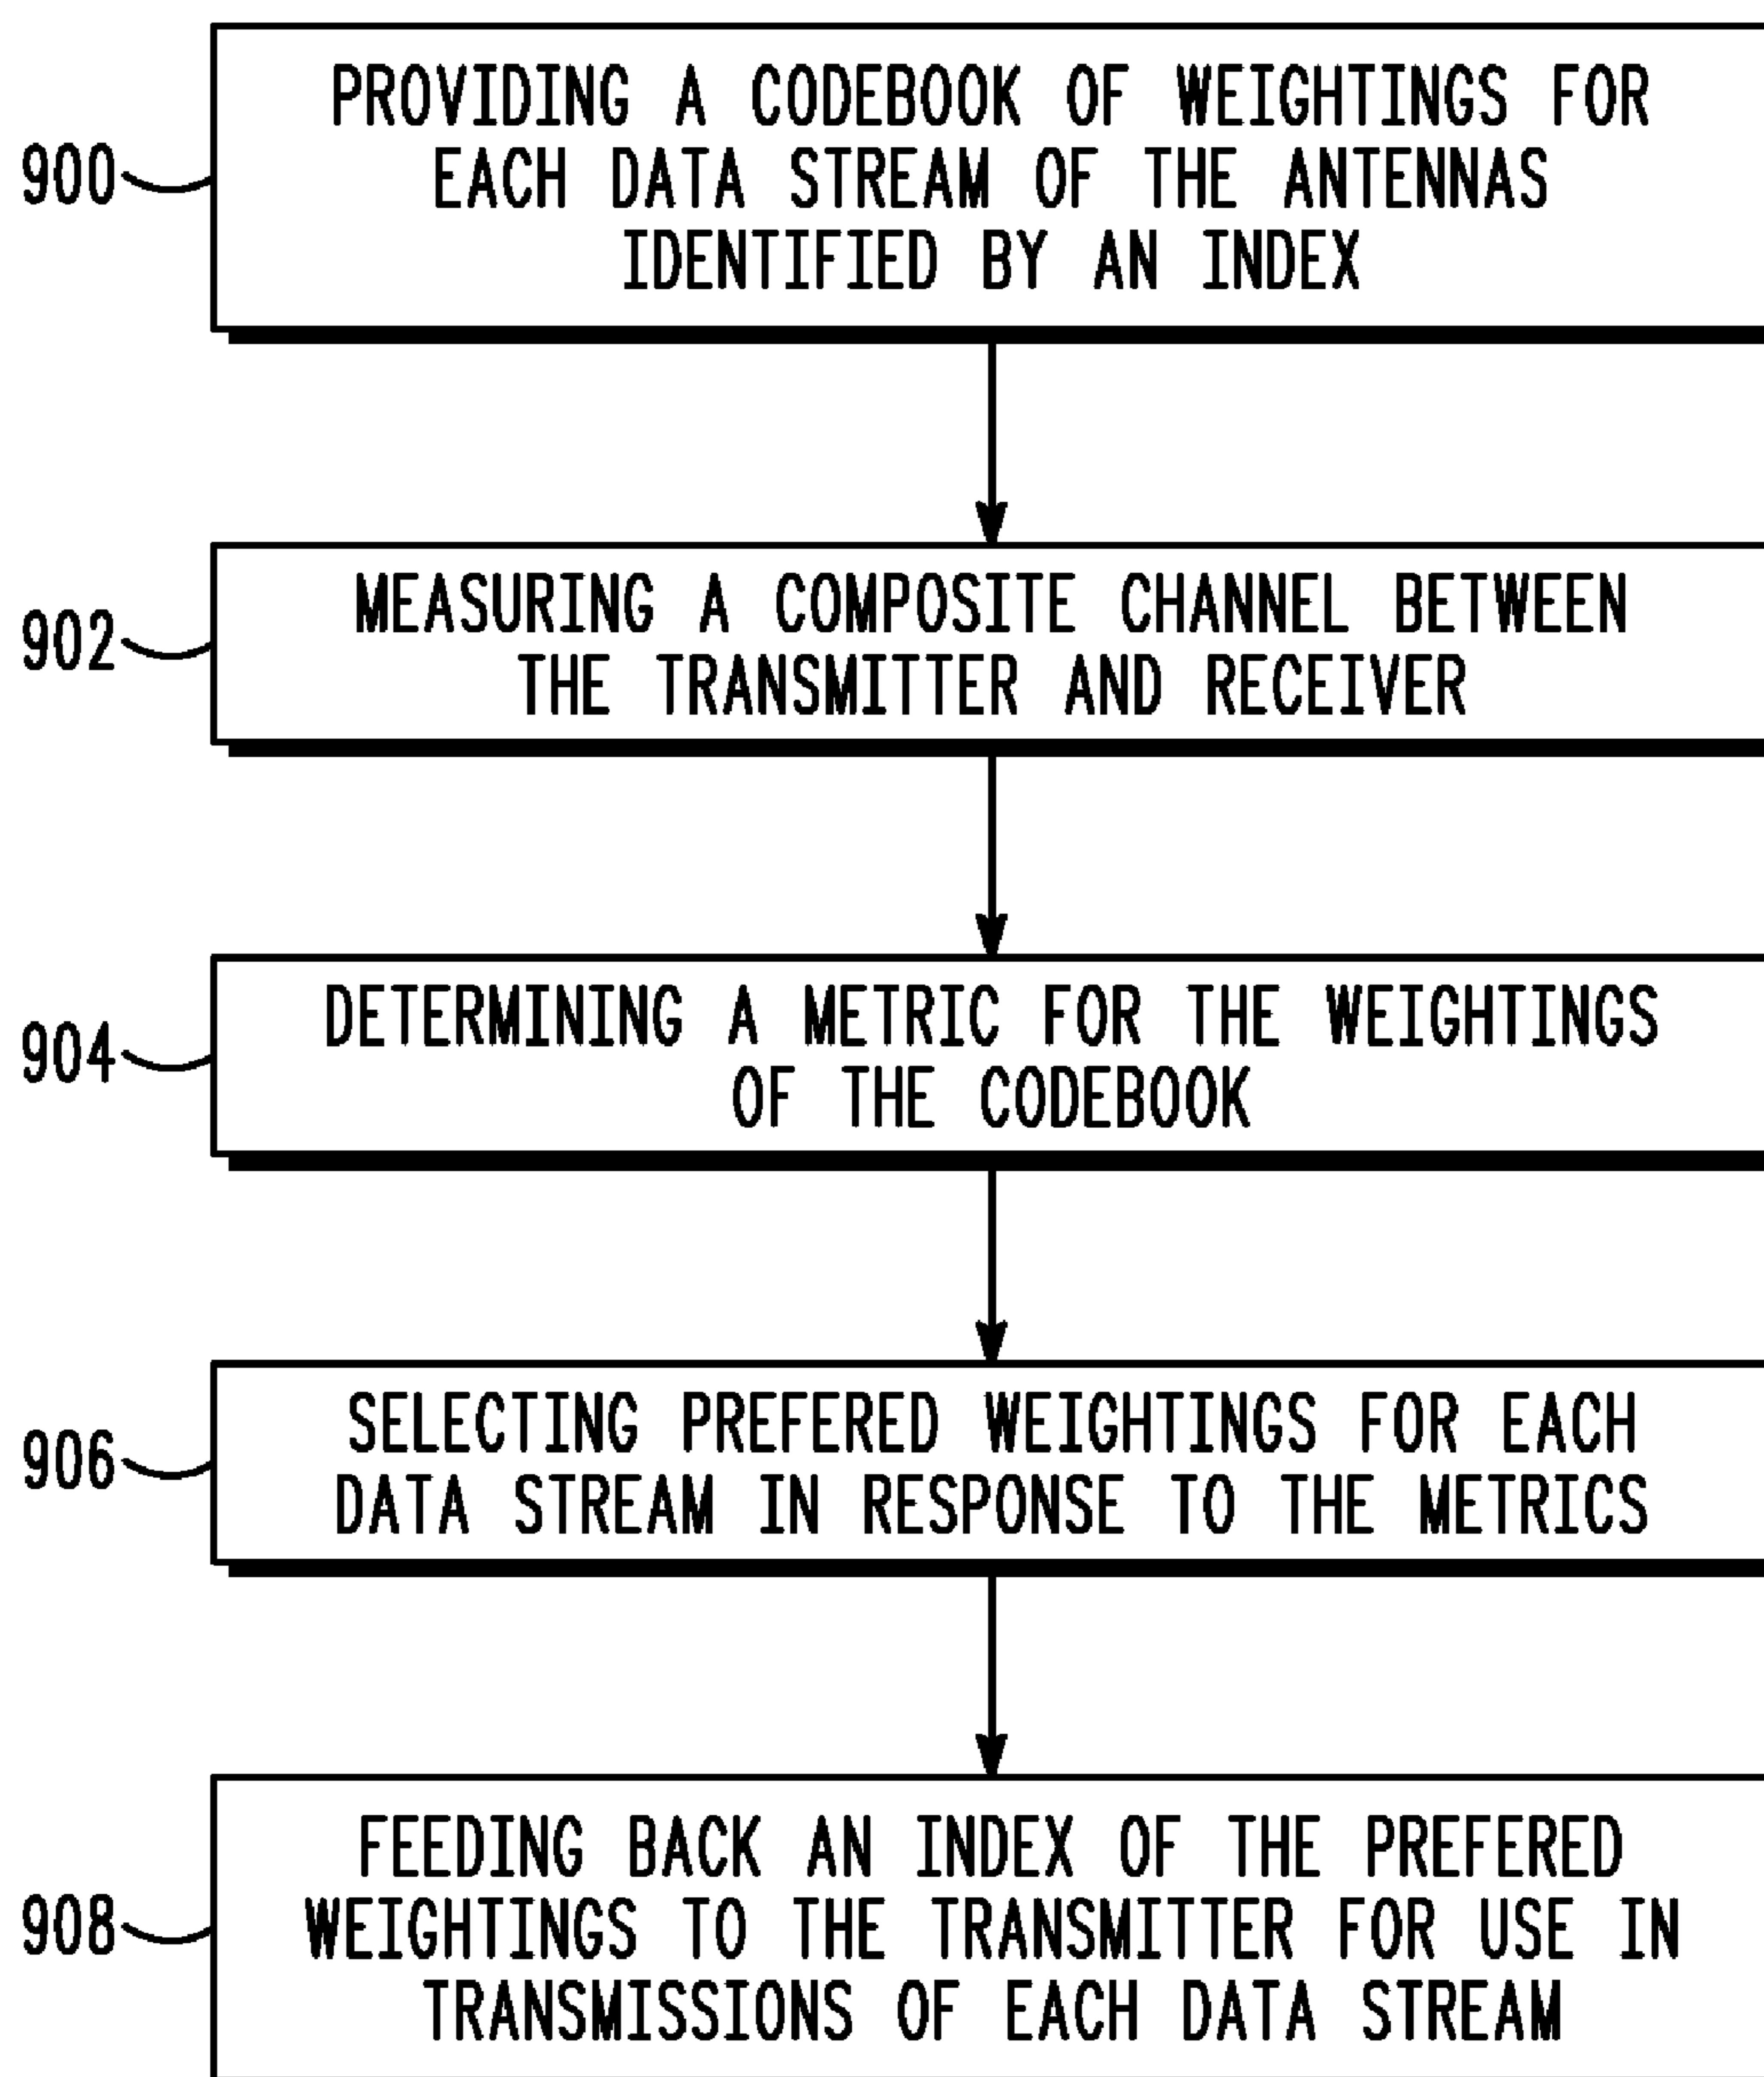 PROVIDING A CODEBOOK OF WEIGHTINGS FOR
EACH DATA STREAM OF THE ANTENNAS
IDENTIFIED BY AN INDEX
900
MEASURING A COMPOSITE CHANNEL BETWEEN
THE TRANSMITTER AND RECEIVER
902
DETERMINING A METRIC FOR THE WEIGHTINGS
OF THE CODEBOOK
904
SELECTING PREFERED WEIGHTINGS FOR EACH
DATA STREAM IN RESPONSE TO THE METRICS
906
FEEDING BACK AN INDEX OF THE PREFERED
WEIGHTINGS TO THE TRANSMITTER FOR USE IN
TRANSMISSIONS OF EACH DATA STREAM
908